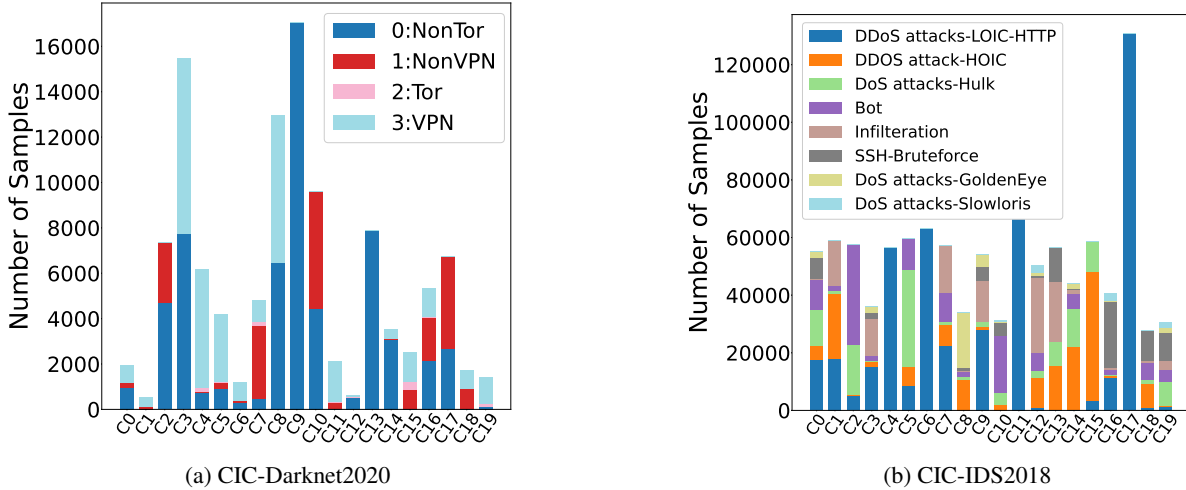 0:NonTor
1:NonVPN
2:Tor
3:VPN
Number of Samples
16000
14000
12000
10000
8000
6000
4000
2000
0
C0 C1 C2 C3 C4 C5 C6 C7 C8 C9 C10 C11 C12 C13 C14 C15 C16 C17 C18 C19
(a) CIC-Darknet2020
DDoS attacks-LOIC-HTTP
DDOS attack-HOIC
DoS attacks-Hulk
Bot
Infilteration
SSH-Bruteforce
DoS attacks-GoldenEye
DoS attacks-Slowloris
Number of Samples
120000
100000
80000
60000
40000
20000
0
C0 C1 C2 C3 C4 C5 C6 C7 C8 C9 C10 C11 C12 C13 C14 C15 C16 C17 C18 C19
(b) CIC-IDS2018